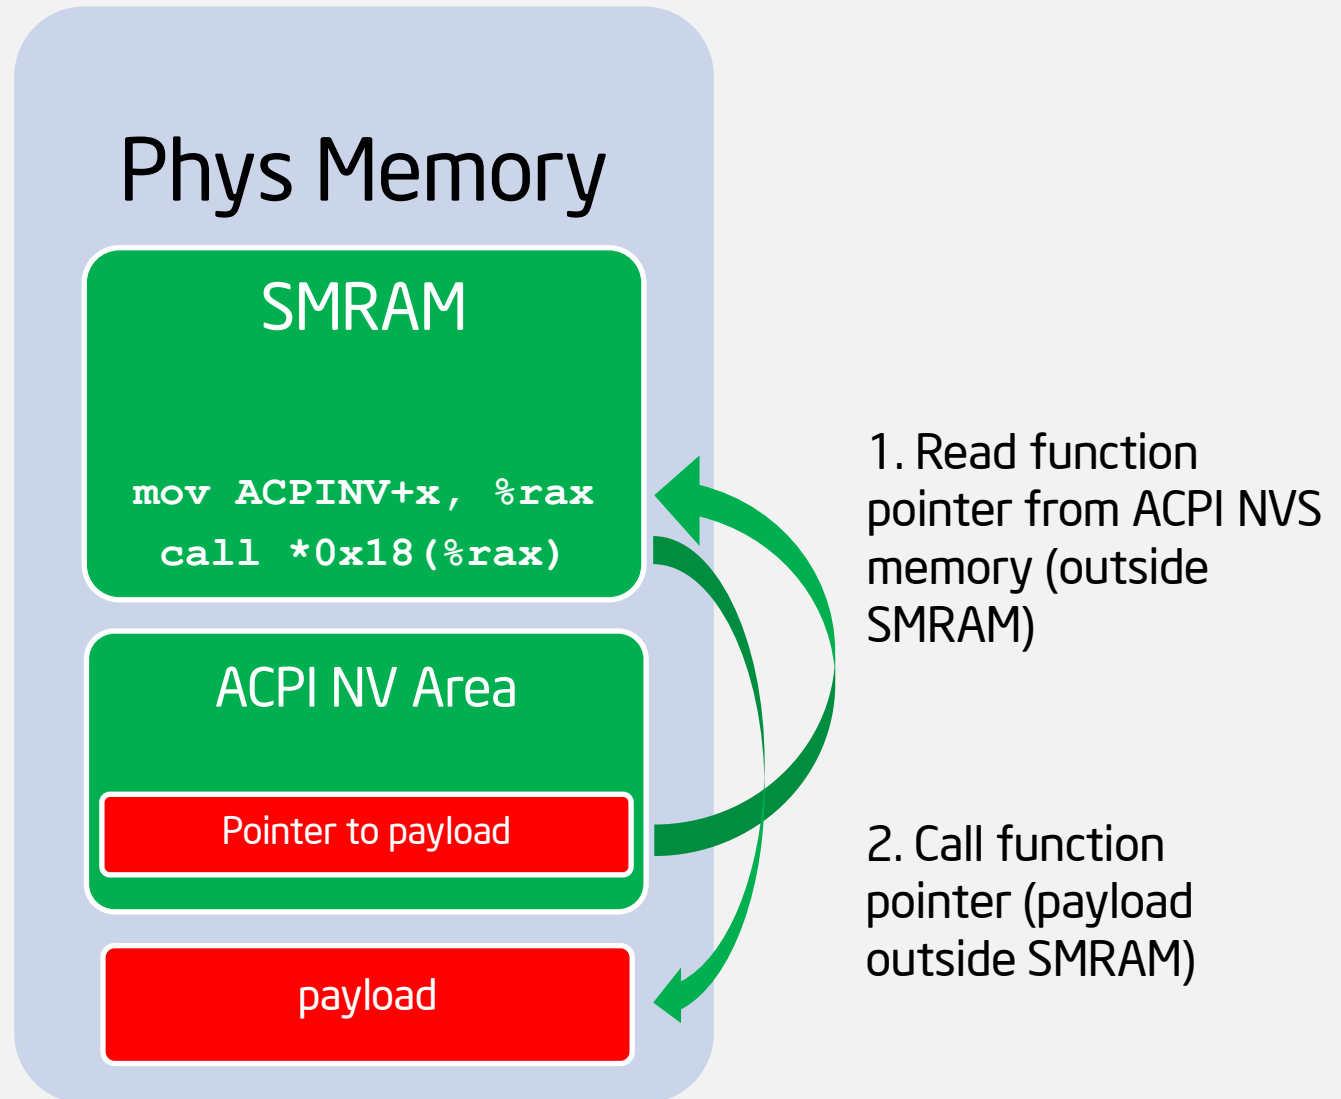 Phys Memory
SMRAM
mov ACPINV+x, %rax
call *0x18(%rax)
ACPI NV Area
Pointer to payload
payload
1. Read function
pointer from ACPI NVS
memory (outside
SMRAM)
2. Call function
pointer (payload
outside SMRAM)